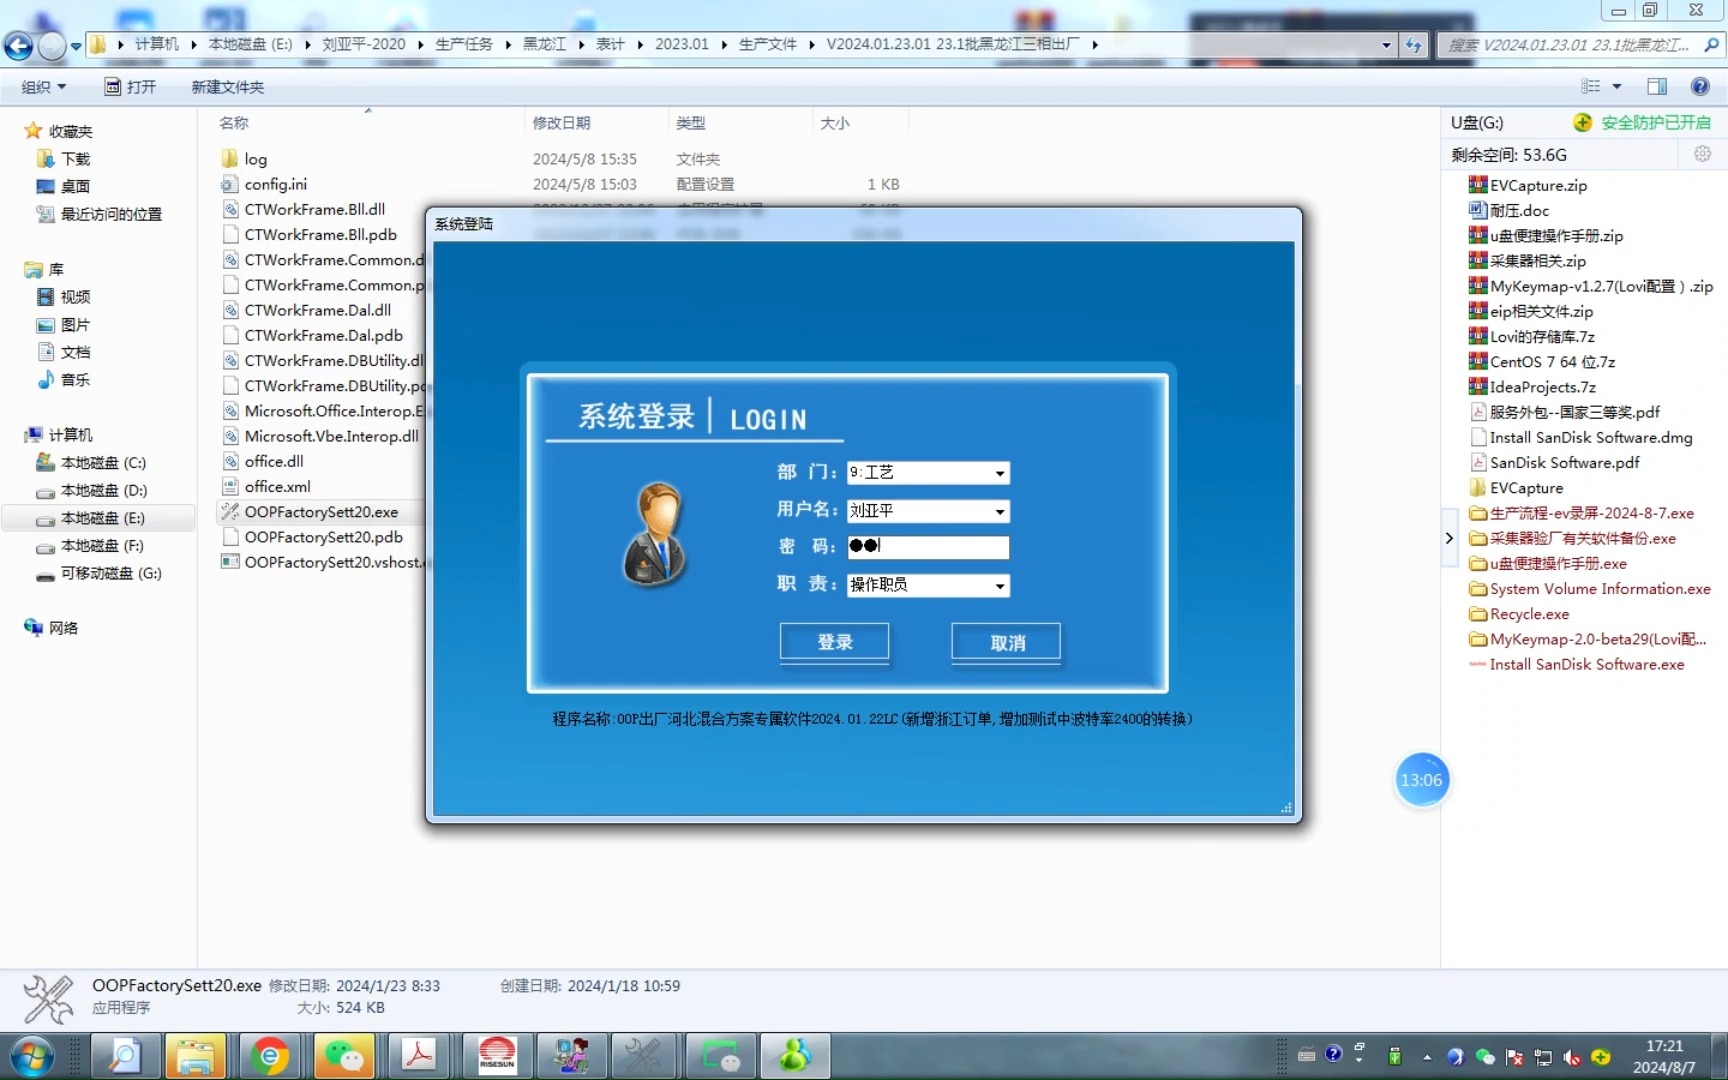 计算机 ▸ 本地磁盘 (E:) ▸ 刘亚平-2020 ▸ 生产任务 ▸ 黑龙江 ▸ 表计 ▸ 2023.01 ▸ 生产文件 ▸ V2024.01.23.01 23.1批黑龙江三相出厂 ▸
搜索 V2024.01.23.01 23.1批黑龙江...
组织 打开 新建文件夹
名称 修改日期 类型 大小
收藏夹
下载
桌面
最近访问的位置
库
视频
图片
文档
音乐
计算机
本地磁盘 (C:)
本地磁盘 (D:)
本地磁盘 (E:)
本地磁盘 (F:)
可移动磁盘 (G:)
网络
log 2024/5/8 15:35 文件夹
config.ini 2024/5/8 15:03 配置设置 1 KB
CTWorkFrame.Bll.dll
CTWorkFrame.Bll.pdb
CTWorkFrame.Common.d
CTWorkFrame.Common.p
CTWorkFrame.Dal.dll
CTWorkFrame.Dal.pdb
CTWorkFrame.DBUtility.dl
CTWorkFrame.DBUtility.pd
Microsoft.Office.Interop.E
Microsoft.Vbe.Interop.dll
office.dll
office.xml
OOPFactorySett20.exe
OOPFactorySett20.pdb
OOPFactorySett20.vshost.
系统登陆
系统登录 LOGIN
部 门: 9:工艺
用户名: 刘亚平
密 码: ●●
职 责: 操作职员
登录 取消
程序名称:OOP出厂河北混合方案专属软件2024.01.22LC(新增浙江订单,增加测试中波特率2400的转换)
U盘(G:) 安全防护已开启
剩余空间: 53.6G
EVCapture.zip
耐压.doc
u盘便捷操作手册.zip
采集器相关.zip
MyKeymap-v1.2.7(Lovi配置 ) .zip
eip相关文件.zip
Lovi的存储库.7z
CentOS 7 64 位.7z
IdeaProjects.7z
服务外包--国家三等奖.pdf
Install SanDisk Software.dmg
SanDisk Software.pdf
EVCapture
生产流程-ev录屏-2024-8-7.exe
采集器验厂有关软件备份.exe
u盘便捷操作手册.exe
System Volume Information.exe
Recycle.exe
MyKeymap-2.0-beta29(Lovi配...
Install SanDisk Software.exe
13:06
OOPFactorySett20.exe 修改日期: 2024/1/23 8:33 创建日期: 2024/1/18 10:59
应用程序 大小: 524 KB
RISESUN
17:21
2024/8/7